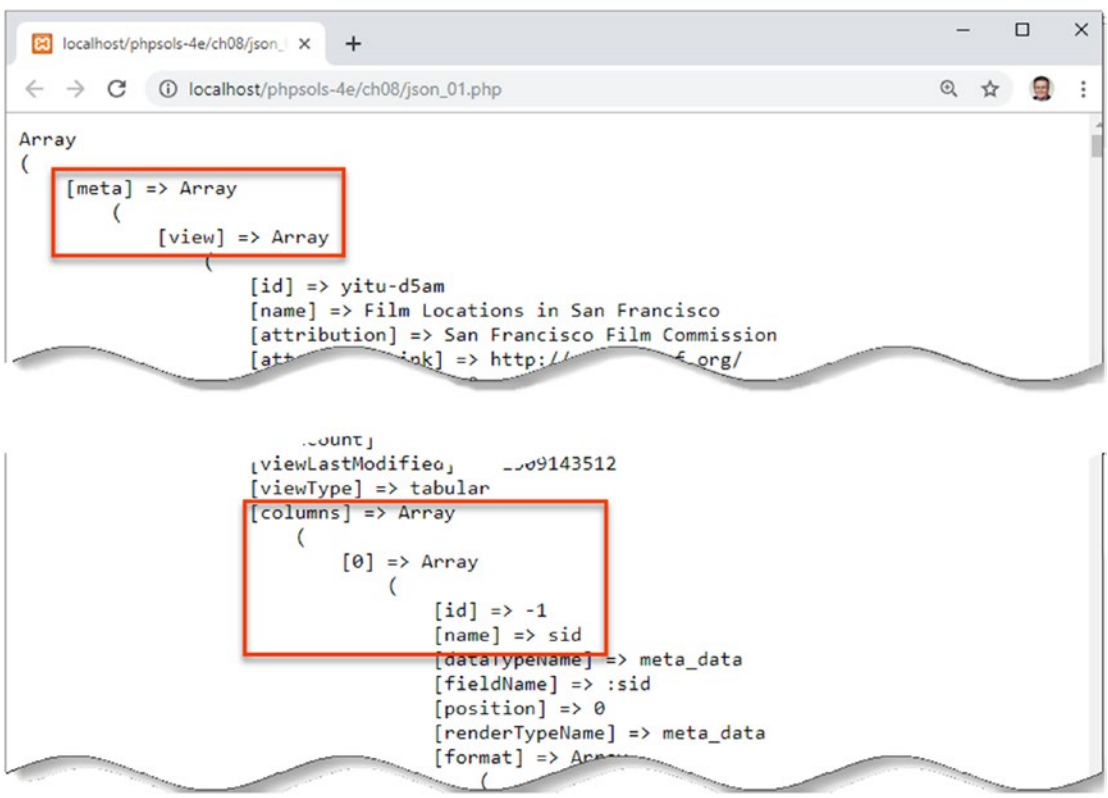 localhost/phpsols-4e/ch08/json_
localhost/phpsols-4e/ch08/json_01.php
Array
(
[meta] => Array
(
[view] => Array
(
[id] => yitu-d5am
[name] => Film Locations in San Francisco
[attribution] => San Francisco Film Commission
=> http://
[viewLastModified]
[viewType] => tabular
[columns] => Array
(
[0] => Array
(
[id] => -1
[name] => sid
[dataTypeName] => meta_data
[fieldName] => :sid
[position] => 0
[renderTypeName] => meta_data
[format] => Array
(